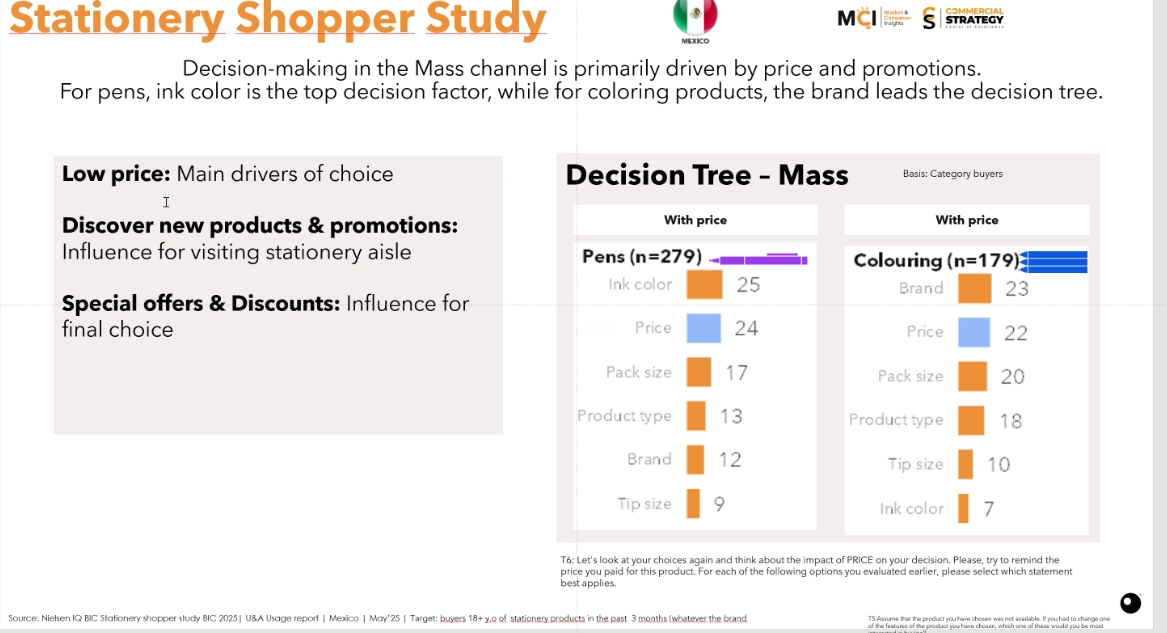 Stationery Shopper Study
MEXICO
MCI Market & Consumer Insights
CS COMMERCIAL STRATEGY
Decision-making in the Mass channel is primarily driven by price and promotions.
For pens, ink color is the top decision factor, while for coloring products, the brand leads the decision tree.
Low price: Main drivers of choice
Discover new products & promotions:
Influence for visiting stationery aisle
Special offers & Discounts: Influence for
final choice
Decision Tree – Mass
Basis: Category buyers
With price
Pens (n=279)
Ink color 25
Price 24
Pack size 17
Product type 13
Brand 12
Tip size 9
With price
Colouring (n=179)
Brand 23
Price 22
Pack size 20
Product type 18
Tip size 10
Ink color 7
T6: Let's look at your choices again and think about the impact of PRICE on your decision. Please, try to remind the
price you paid for this product. For each of the following options you evaluated earlier, please select which statement
best applies.
Source: Nielsen IQ BIC Stationery shopper study BIC 2025| U&A Usage report | Mexico | May'25 | Target: buyers 18+ y.o of stationery products in the past 3 months (whatever the brand
T5:Assume that the product you have chosen was not available. If you had to change one
of the features of the product you have chosen, which one of these would you be most